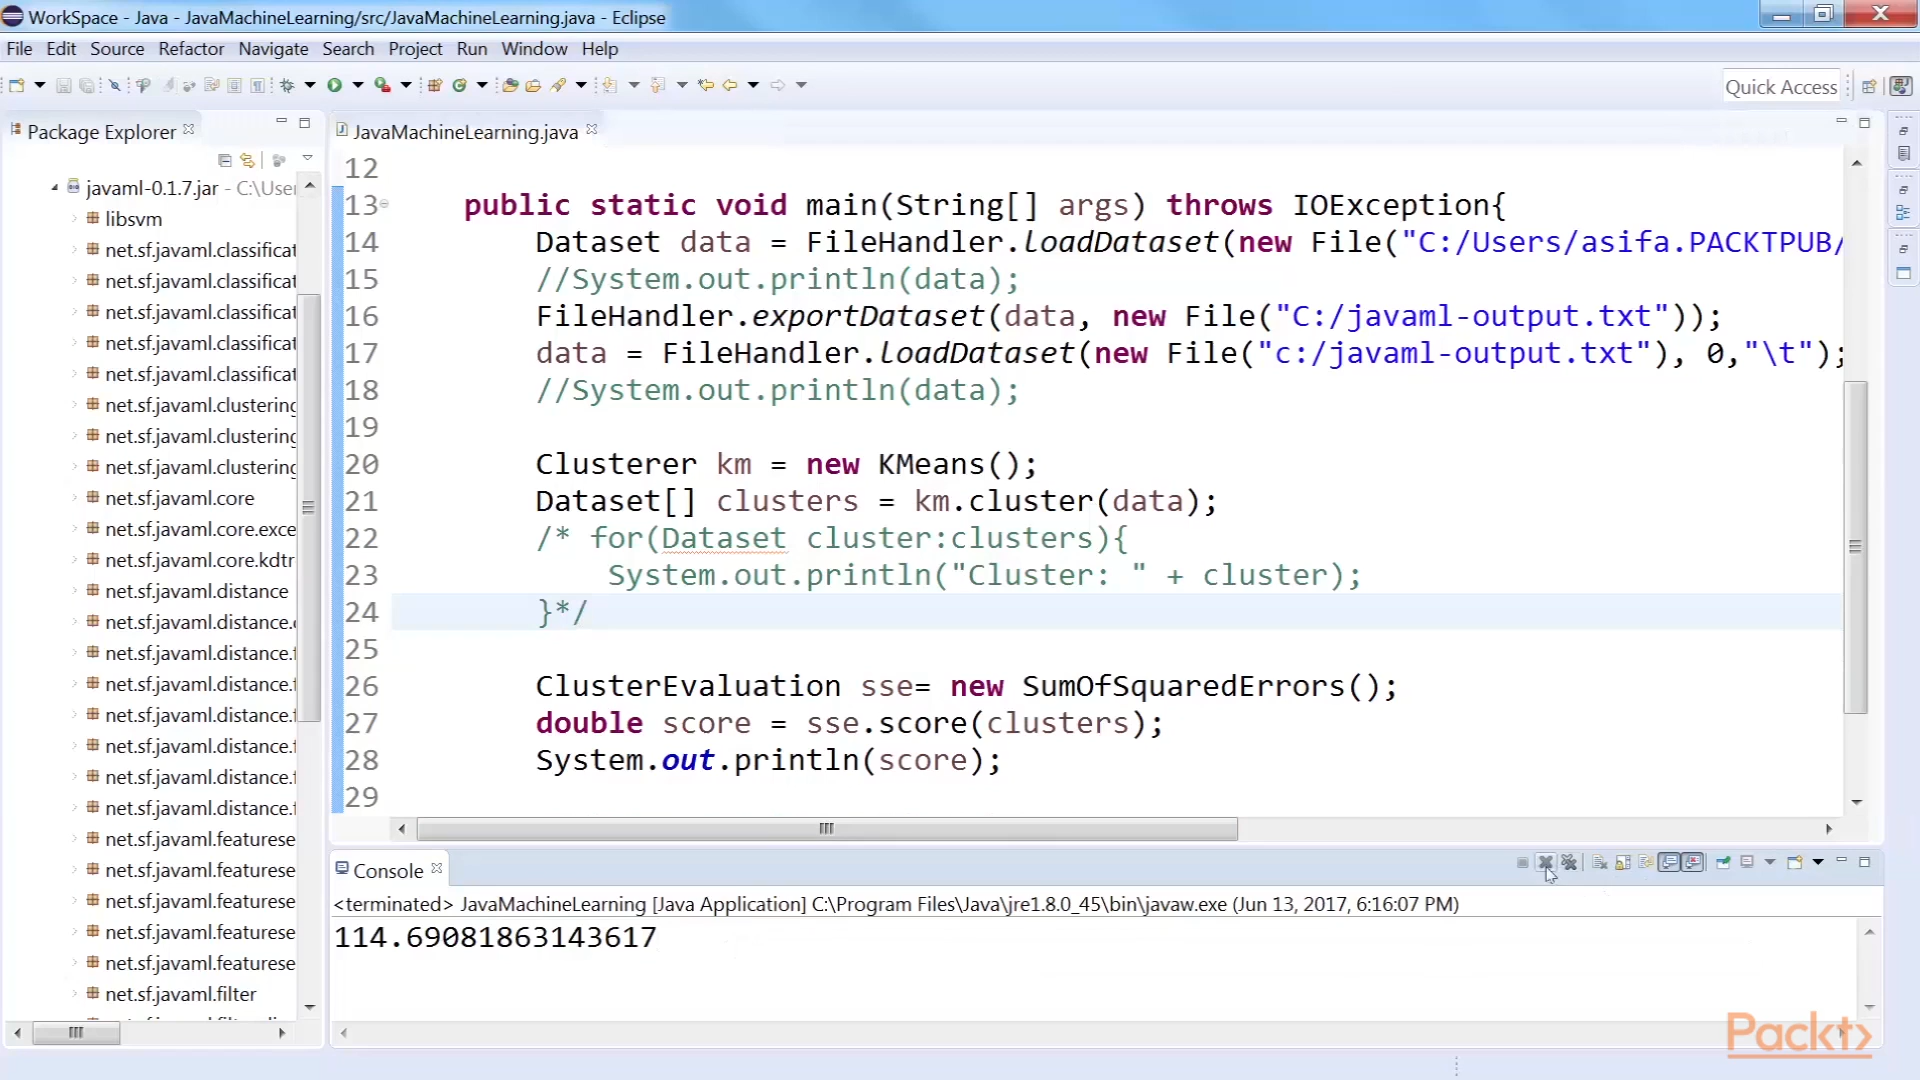 WorkSpace - Java - JavaMachineLearning/src/JavaMachineLearning.java - Eclipse
File Edit Source Refactor Navigate Search Project Run Window Help
Quick Access
Package Explorer
javaml-0.1.7.jar - C:\User
libsvm
net.sf.javaml.classificat
net.sf.javaml.classificat
net.sf.javaml.classificat
net.sf.javaml.classificat
net.sf.javaml.classificat
net.sf.javaml.clustering
net.sf.javaml.clustering
net.sf.javaml.clustering
net.sf.javaml.core
net.sf.javaml.core.exce
net.sf.javaml.core.kdtr
net.sf.javaml.distance
net.sf.javaml.distance.
net.sf.javaml.distance.f
net.sf.javaml.distance.f
net.sf.javaml.distance.f
net.sf.javaml.distance.f
net.sf.javaml.distance.f
net.sf.javaml.distance.f
net.sf.javaml.featurese
net.sf.javaml.featurese
net.sf.javaml.featurese
net.sf.javaml.featurese
net.sf.javaml.featurese
net.sf.javaml.filter
JavaMachineLearning.java
12
13 public static void main(String[] args) throws IOException{
14 Dataset data = FileHandler.loadDataset(new File("C:/Users/asifa.PACKTPUB/
15 //System.out.println(data);
16 FileHandler.exportDataset(data, new File("C:/javaml-output.txt"));
17 data = FileHandler.loadDataset(new File("c:/javaml-output.txt"), 0,"\t");
18 //System.out.println(data);
19
20 Clusterer km = new KMeans();
21 Dataset[] clusters = km.cluster(data);
22 /* for(Dataset cluster:clusters){
23 System.out.println("Cluster: " + cluster);
24 }*/
25
26 ClusterEvaluation sse= new SumOfSquaredErrors();
27 double score = sse.score(clusters);
28 System.out.println(score);
29
Console
<terminated> JavaMachineLearning [Java Application] C:\Program Files\Java\jre1.8.0_45\bin\javaw.exe (Jun 13, 2017, 6:16:07 PM)
114.69081863143617
Packt>